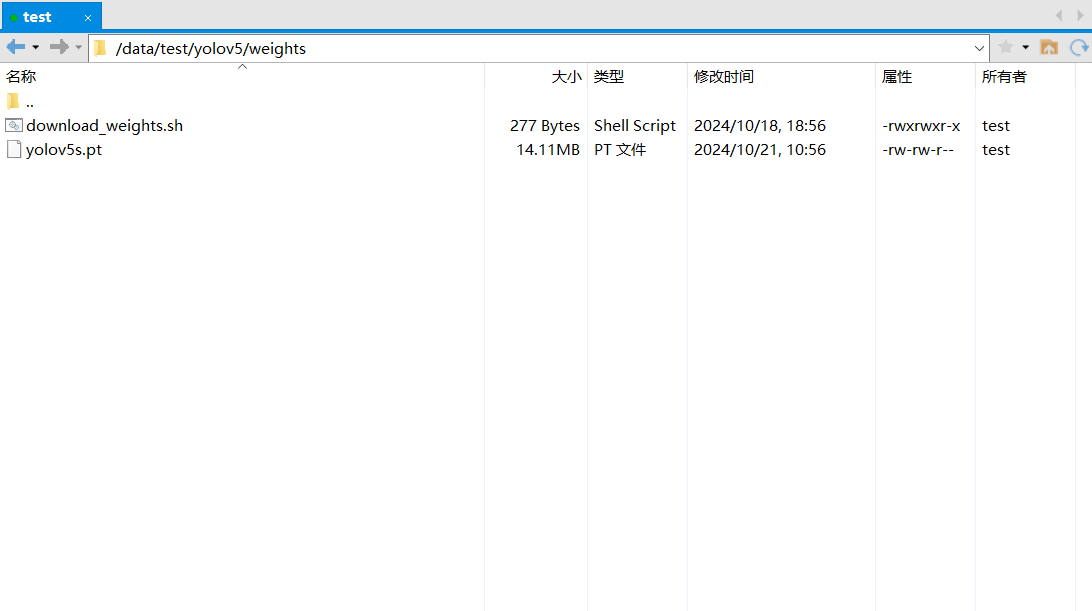 test
/data/test/yolov5/weights
名称 大小 类型 修改时间 属性 所有者
..
download_weights.sh 277 Bytes Shell Script 2024/10/18, 18:56 -rwxrwxr-x test
yolov5s.pt 14.11MB PT 文件 2024/10/21, 10:56 -rw-rw-r-- test